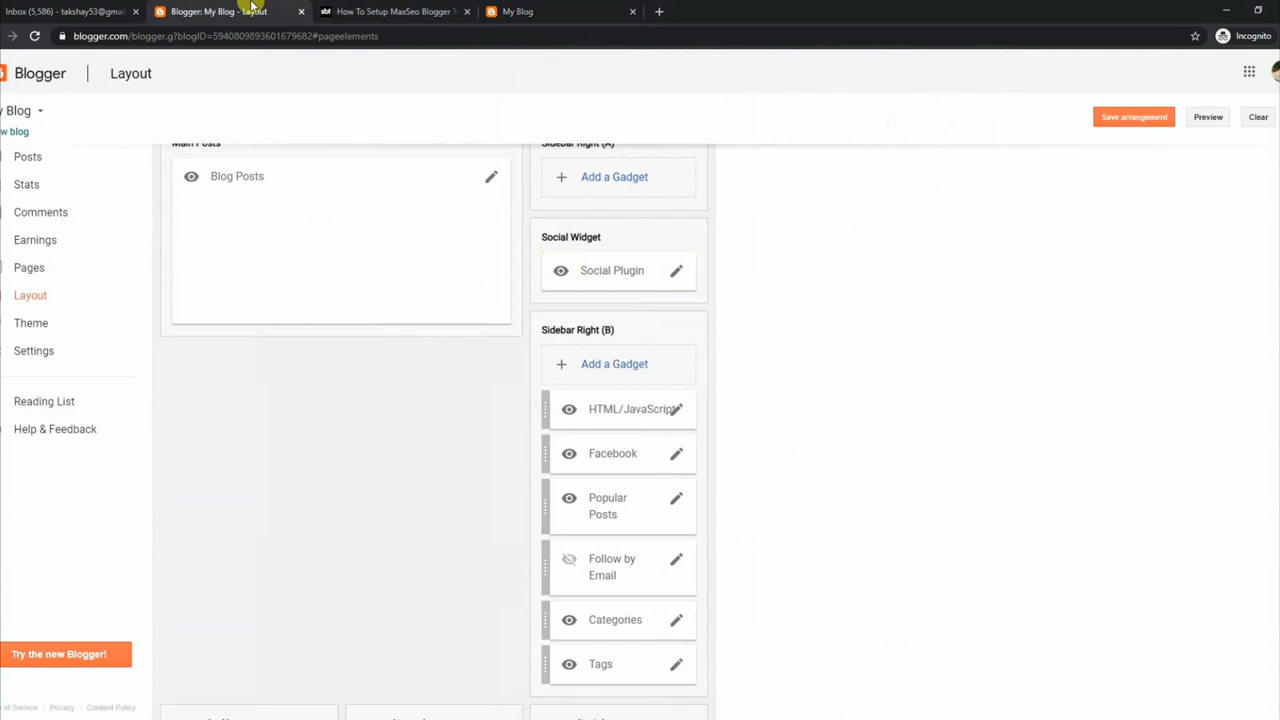 Inbox (5,586) - takshay53@gmai
Blogger: My Blog - Layout
How To Setup MaxSeo Blogger Te
My Blog
blogger.com/blogger.g?blogID=5940809893601679682#pageelements
Incognito
Blogger
Layout
y Blog
w blog
Save arrangement
Preview
Clear
Posts
Stats
Comments
Earnings
Pages
Layout
Theme
Settings
Reading List
Help & Feedback
Try the new Blogger!
of Service
Privacy
Content Policy
Main Posts
Blog Posts
Sidebar Right (A)
Add a Gadget
Social Widget
Social Plugin
Sidebar Right (B)
Add a Gadget
HTML/JavaScript
Facebook
Popular
Posts
Follow by
Email
Categories
Tags